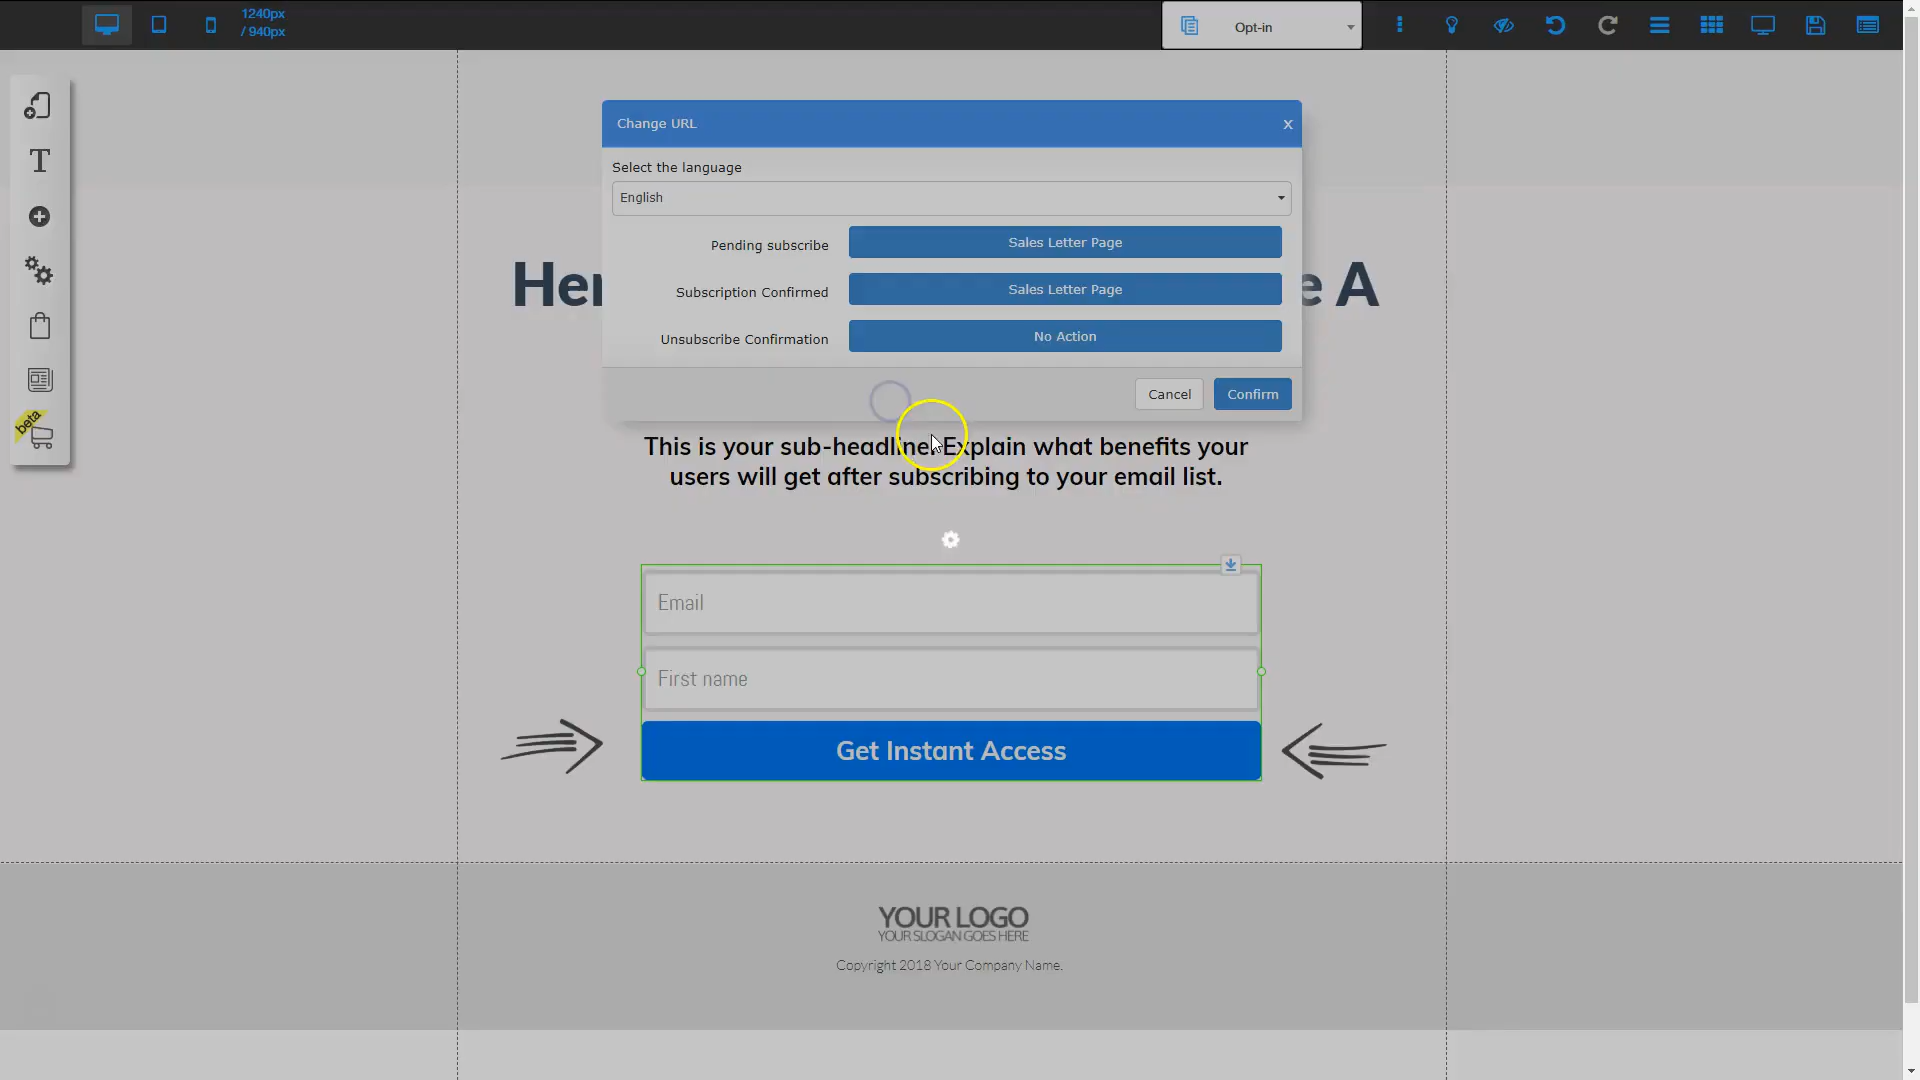 1240px
/ 940px
Opt-in
Change URL
x
Select the language
English
Pending subscribe
Sales Letter Page
Subscription Confirmed
Sales Letter Page
Unsubscribe Confirmation
No Action
Cancel
Confirm
e A
This is your sub-headline. Explain what benefits your
users will get after subscribing to your email list.
Email
First name
Get Instant Access
YOUR LOGO
YOUR SLOGAN GOES HERE
Copyright 2018 Your Company Name.
beta
T